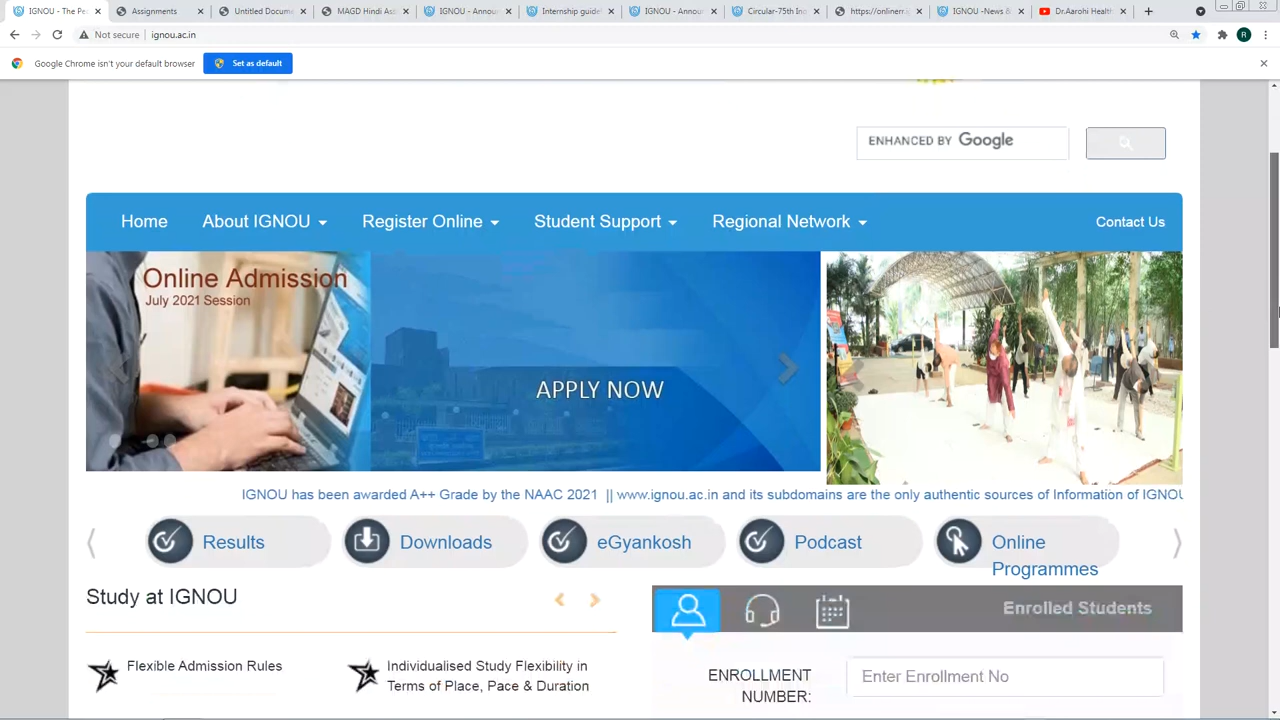 IGNOU - The Pe
Assignments
Untitled Docume
MAGD Hindi Ass
IGNOU - Announ
Internship guidel
IGNOU - Announ
Circular-75th Ind
https://onlinerr.ig
IGNOU -News &
Dr.Aarohi Health
Not secure
ignou.ac.in
R
Google Chrome isn't your default browser
Set as default
ENHANCED BY Google
Home
About IGNOU
Register Online
Student Support
Regional Network
Contact Us
Online Admission
July 2021 Session
APPLY NOW
IGNOU has been awarded A++ Grade by the NAAC 2021 || www.ignou.ac.in and its subdomains are the only authentic sources of Information of IGNOU
Results
Downloads
eGyankosh
Podcast
Online
Programmes
Study at IGNOU
Enrolled Students
Flexible Admission Rules
Individualised Study Flexibility in
Terms of Place, Pace & Duration
ENROLLMENT
NUMBER:
Enter Enrollment No